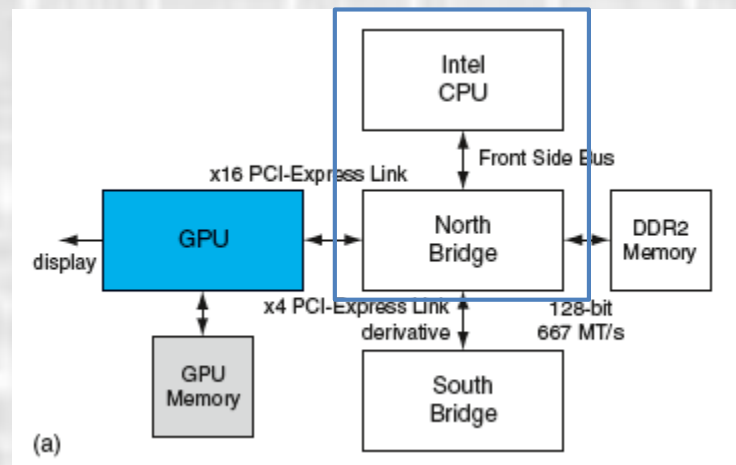 Intel
CPU
Front Side Bus
x16 PCI-Express Link
GPU
North
Bridge
DDR2
Memory
display
x4 PCI-Express Link
derivative
128-bit
667 MT/s
GPU
Memory
South
Bridge
(a)